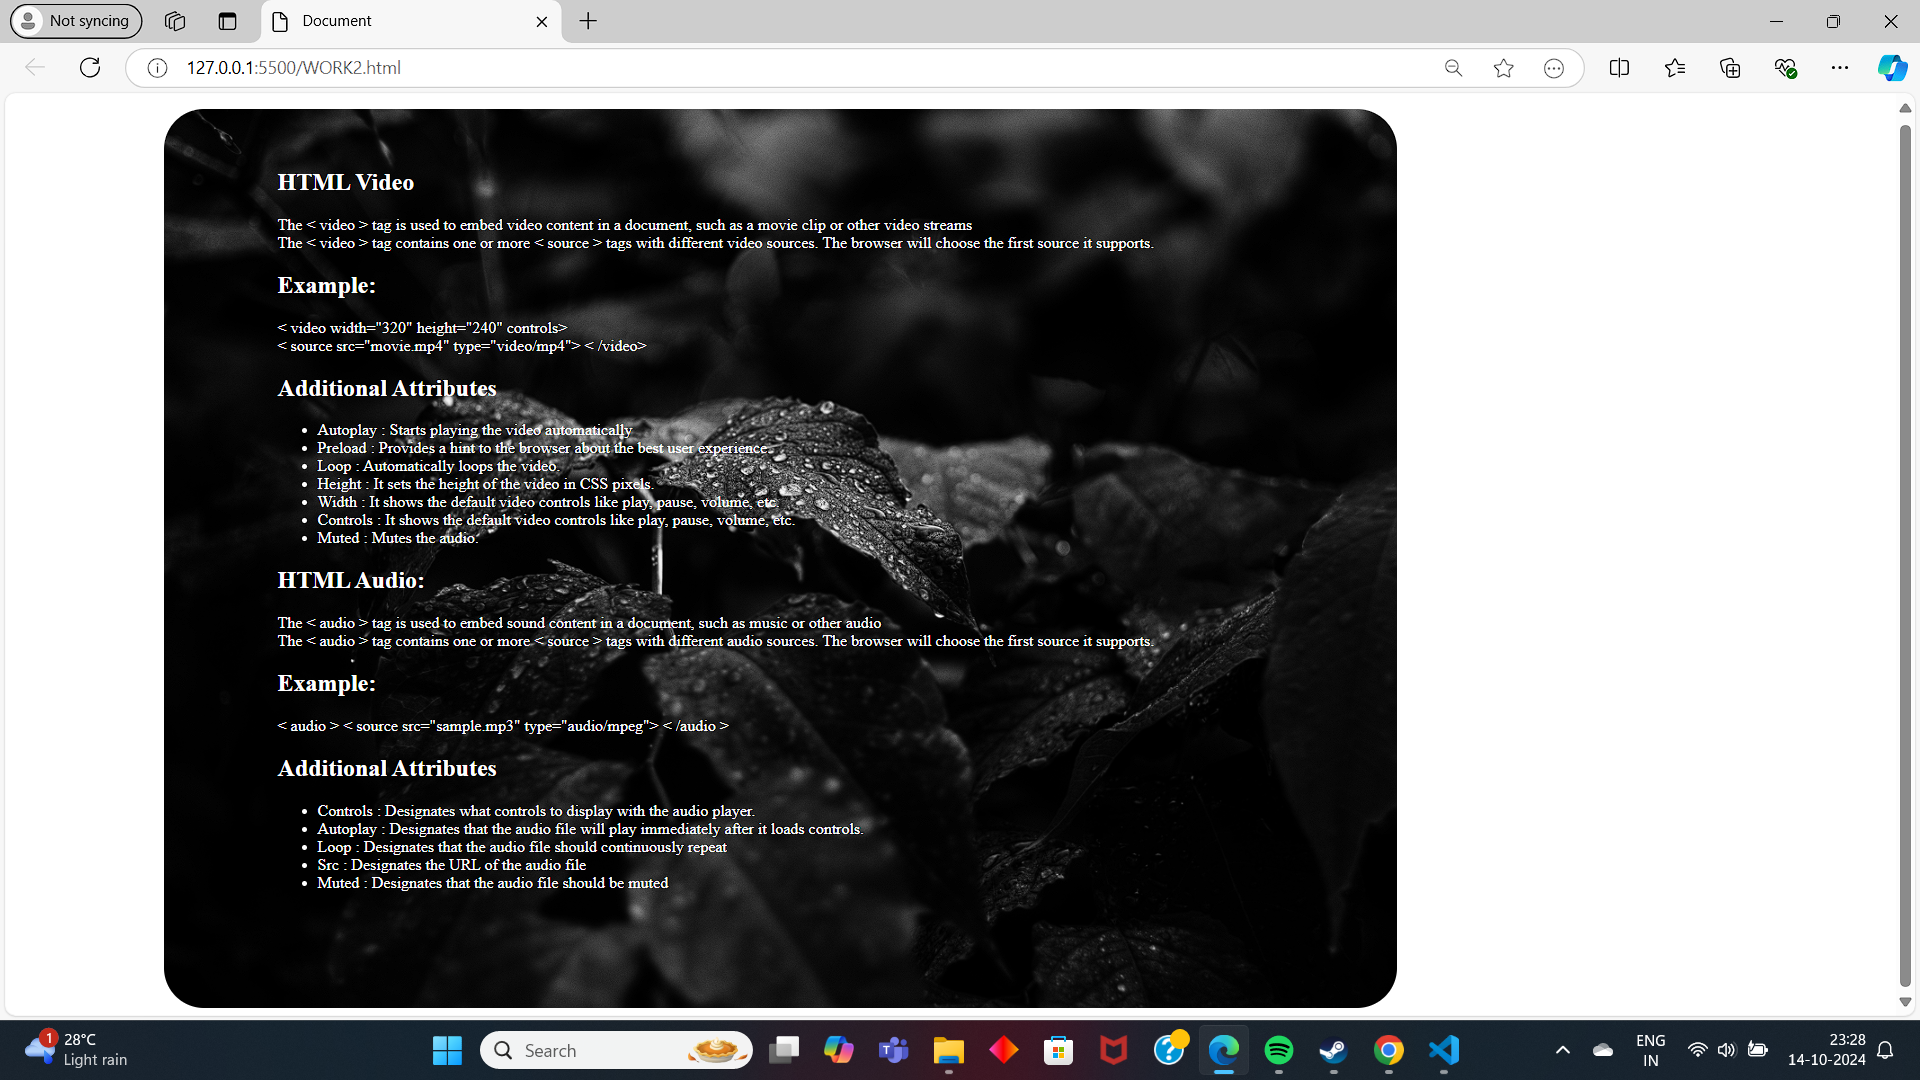 Not syncing
Document
127.0.0.1:5500/WORK2.html
HTML Video
The < video > tag is used to embed video content in a document, such as a movie clip or other video streams
The < video > tag contains one or more < source > tags with different video sources. The browser will choose the first source it supports.
Example:
< video width="320" height="240" controls>
< source src="movie.mp4" type="video/mp4"> < /video>
Additional Attributes
• Autoplay : Starts playing the video automatically
• Preload : Provides a hint to the browser about the best user experience.
• Loop : Automatically loops the video.
• Height : It sets the height of the video in CSS pixels.
• Width : It shows the default video controls like play, pause, volume, etc.
• Controls : It shows the default video controls like play, pause, volume, etc.
• Muted : Mutes the audio.
HTML Audio:
The < audio > tag is used to embed sound content in a document, such as music or other audio
The < audio > tag contains one or more < source > tags with different audio sources. The browser will choose the first source it supports.
Example:
< audio > < source src="sample.mp3" type="audio/mpeg"> < /audio >
Additional Attributes
• Controls : Designates what controls to display with the audio player.
• Autoplay : Designates that the audio file will play immediately after it loads controls.
• Loop : Designates that the audio file should continuously repeat
• Src : Designates the URL of the audio file
• Muted : Designates that the audio file should be muted
1
28°C
Light rain
Search
ENG
IN
23:28
14-10-2024